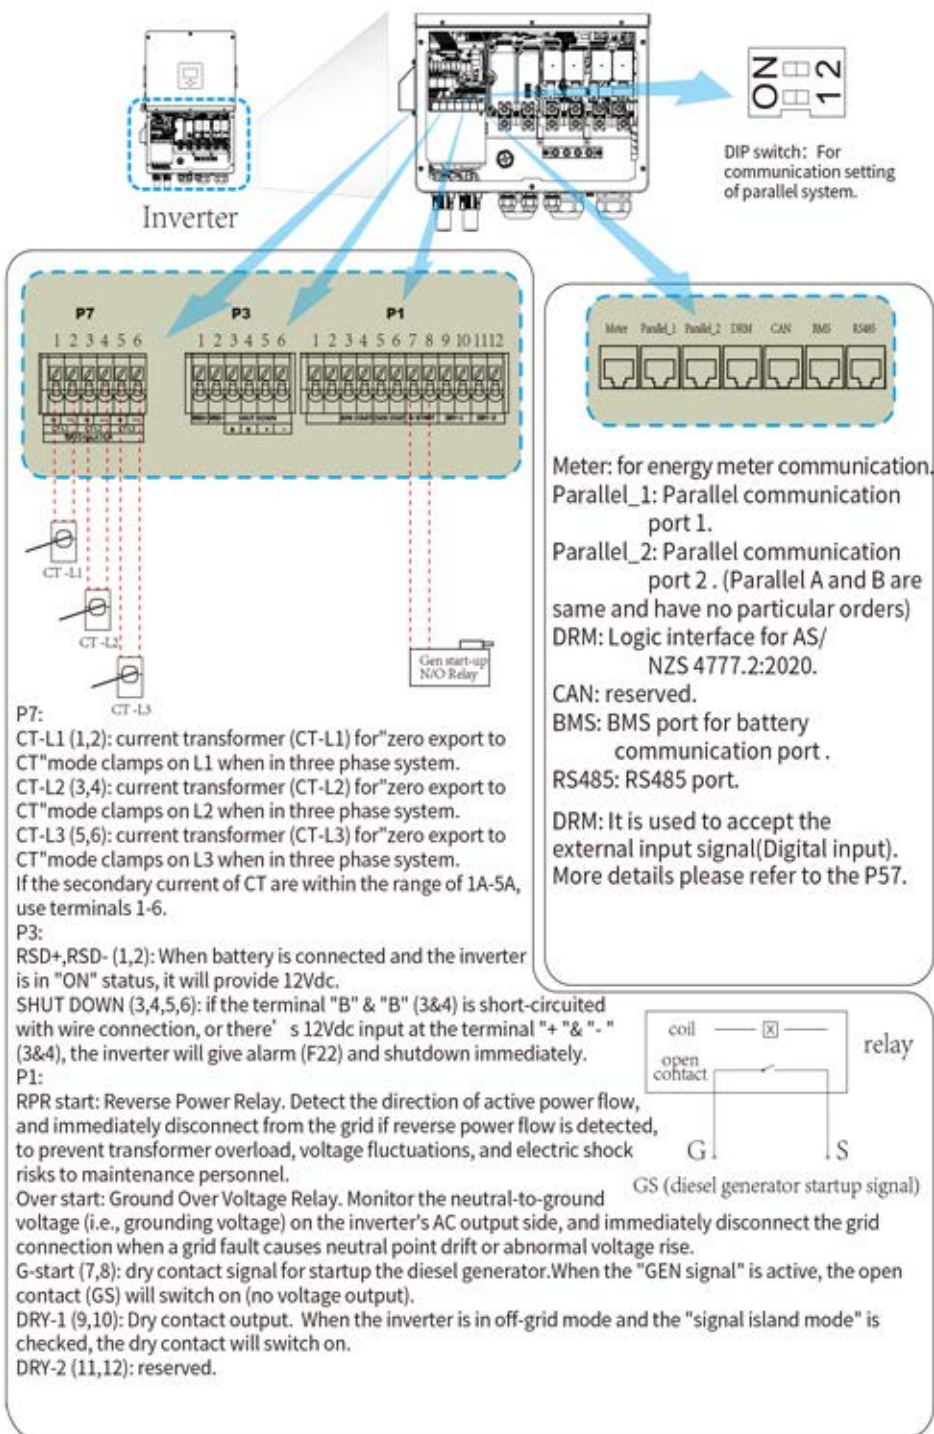 ON
1 2
DIP switch: For
communication setting
of parallel system.
Inverter
P7
P3
P1
1 2 3 4 5 6
1 2 3 4 5 6
1 2 3 4 5 6 7 8 9 10 11 12
SHUT DOWN
B B + -
CT-L1
CT-L2
CT-L3
Gen start-up
N/O Relay
Meter Parallel_1 Parallel_2 DRM CAN BMS RS485
Meter: for energy meter communication.
Parallel_1: Parallel communication
port 1.
Parallel_2: Parallel communication
port 2 . (Parallel A and B are
same and have no particular orders)
DRM: Logic interface for AS/
NZS 4777.2:2020.
CAN: reserved.
BMS: BMS port for battery
communication port .
RS485: RS485 port.
DRM: It is used to accept the
external input signal(Digital input).
More details please refer to the P57.
P7:
CT-L1 (1,2): current transformer (CT-L1) for"zero export to
CT"mode clamps on L1 when in three phase system.
CT-L2 (3,4): current transformer (CT-L2) for"zero export to
CT"mode clamps on L2 when in three phase system.
CT-L3 (5,6): current transformer (CT-L3) for"zero export to
CT"mode clamps on L3 when in three phase system.
If the secondary current of CT are within the range of 1A-5A,
use terminals 1-6.
P3:
RSD+,RSD- (1,2): When battery is connected and the inverter
is in "ON" status, it will provide 12Vdc.
SHUT DOWN (3,4,5,6): if the terminal "B" & "B" (3&4) is short-circuited
with wire connection, or there' s 12Vdc input at the terminal "+ "& "- "
(3&4), the inverter will give alarm (F22) and shutdown immediately.
P1:
RPR start: Reverse Power Relay. Detect the direction of active power flow,
and immediately disconnect from the grid if reverse power flow is detected,
to prevent transformer overload, voltage fluctuations, and electric shock
risks to maintenance personnel.
Over start: Ground Over Voltage Relay. Monitor the neutral-to-ground
voltage (i.e., grounding voltage) on the inverter's AC output side, and immediately disconnect the grid
connection when a grid fault causes neutral point drift or abnormal voltage rise.
G-start (7,8): dry contact signal for startup the diesel generator.When the "GEN signal" is active, the open
contact (GS) will switch on (no voltage output).
DRY-1 (9,10): Dry contact output. When the inverter is in off-grid mode and the "signal island mode" is
checked, the dry contact will switch on.
DRY-2 (11,12): reserved.
coil
relay
open
contact
G
S
GS (diesel generator startup signal)